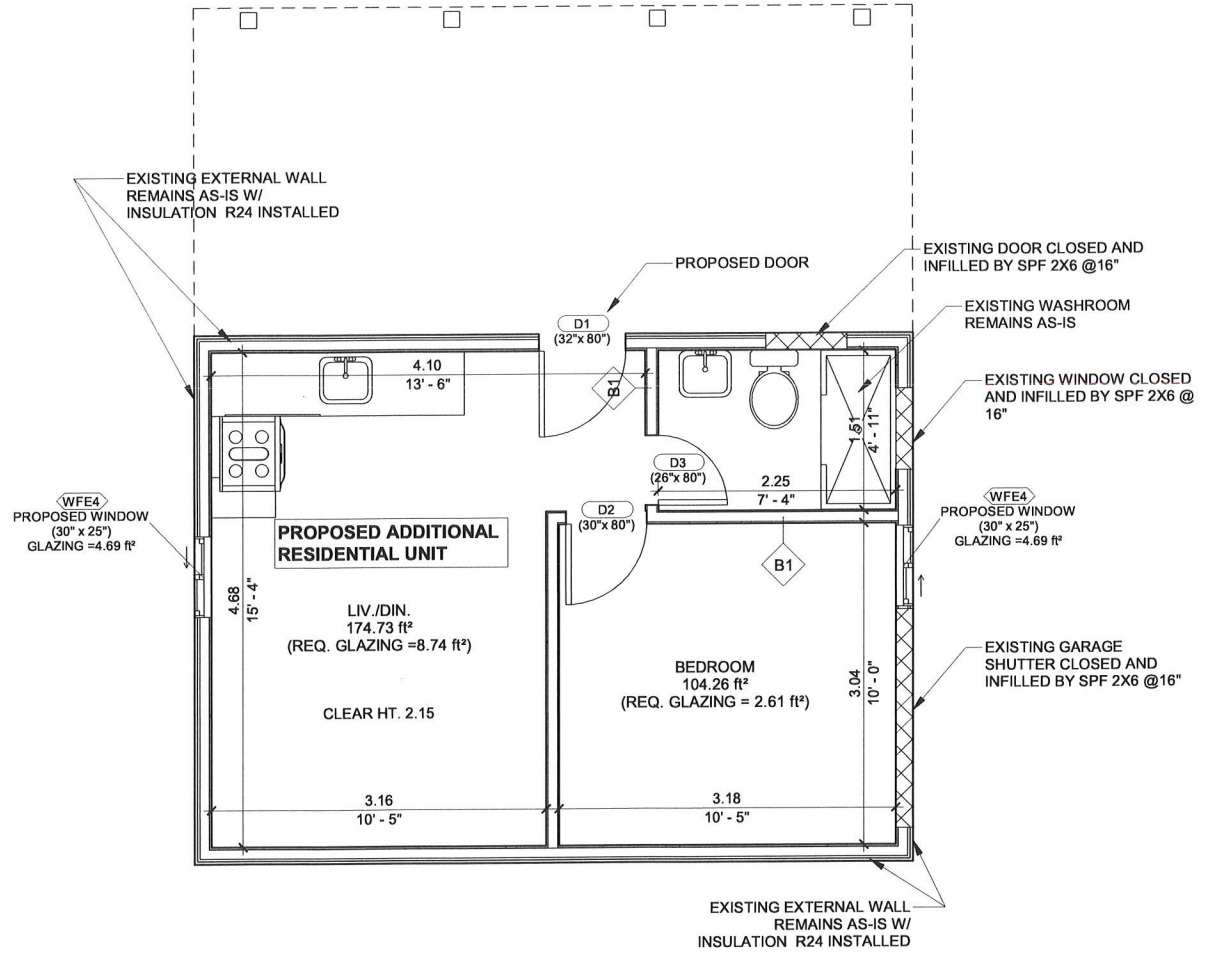 EXISTING EXTERNAL WALL
REMAINS AS-IS W/
INSULATION R24 INSTALLED
PROPOSED DOOR
EXISTING DOOR CLOSED AND
INFILLED BY SPF 2X6 @16"
EXISTING WASHROOM
REMAINS AS-IS
D1
(32"x 80")
4.10
13' - 6"
B1
EXISTING WINDOW CLOSED
AND INFILLED BY SPF 2X6 @
16"
1.51
4' - 11"
D3
(26"x 80")
2.25
7' - 4"
WFE4
PROPOSED WINDOW
(30" x 25")
GLAZING =4.69 ft²
D2
(30"x 80")
WFE4
PROPOSED WINDOW
(30" x 25")
GLAZING =4.69 ft²
PROPOSED ADDITIONAL
RESIDENTIAL UNIT
B1
4.68
15' - 4"
LIV./DIN.
174.73 ft²
(REQ. GLAZING =8.74 ft²)
BEDROOM
104.26 ft²
(REQ. GLAZING = 2.61 ft²)
3.04
10' - 0"
EXISTING GARAGE
SHUTTER CLOSED AND
INFILLED BY SPF 2X6 @16"
CLEAR HT. 2.15
3.16
10' - 5"
3.18
10' - 5"
EXISTING EXTERNAL WALL
REMAINS AS-IS W/
INSULATION R24 INSTALLED